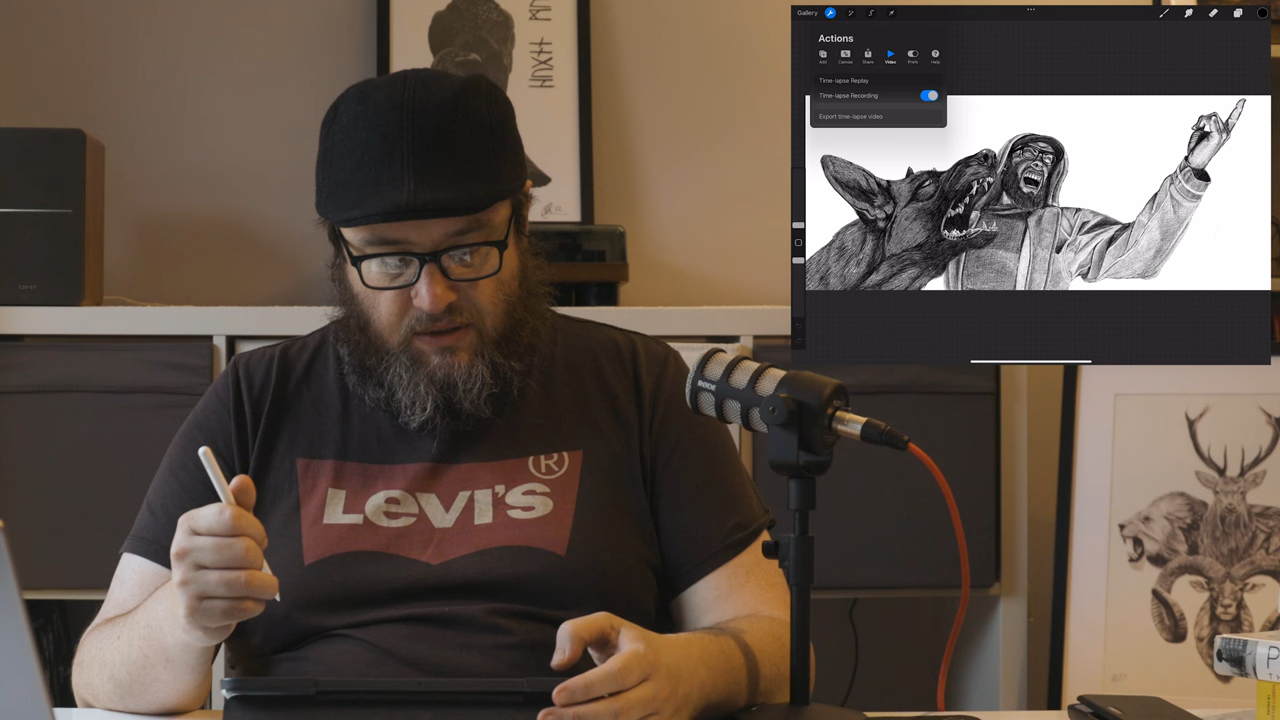 Gallery
Actions
Add Canvas Share Video Prefs Help
Time-lapse Replay
Time-lapse Recording
Export time-lapse video
RØDE
LEVI'S
®
P